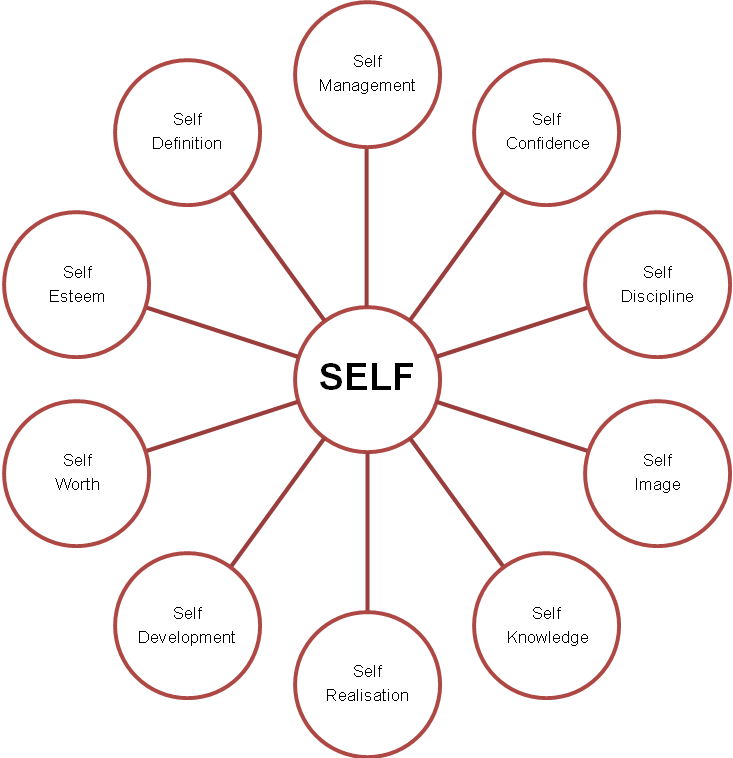 Self
Management
Self
Confidence
Self
Discipline
Self
Image
Self
Knowledge
Self
Realisation
Self
Development
Self
Worth
Self
Esteem
Self
Definition
SELF